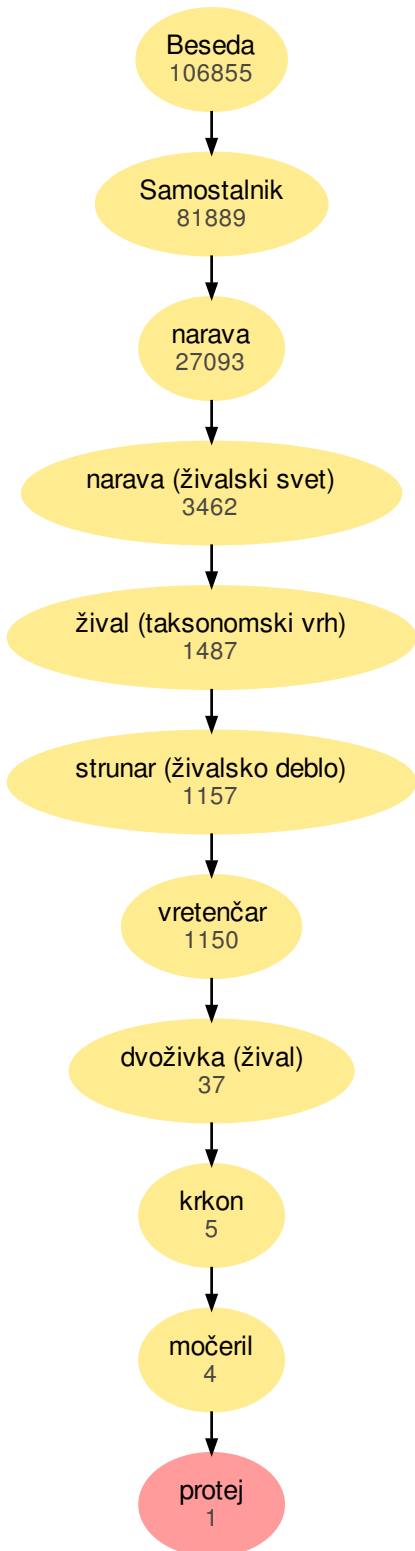 Beseda
106855
Samostalnik
81889
narava
27093
narava (živalski svet)
3462
žival (taksonomski vrh)
1487
strunar (živalsko deblo)
1157
vretenčar
1150
dvoživka (žival)
37
krkon
5
močeril
4
protej
1